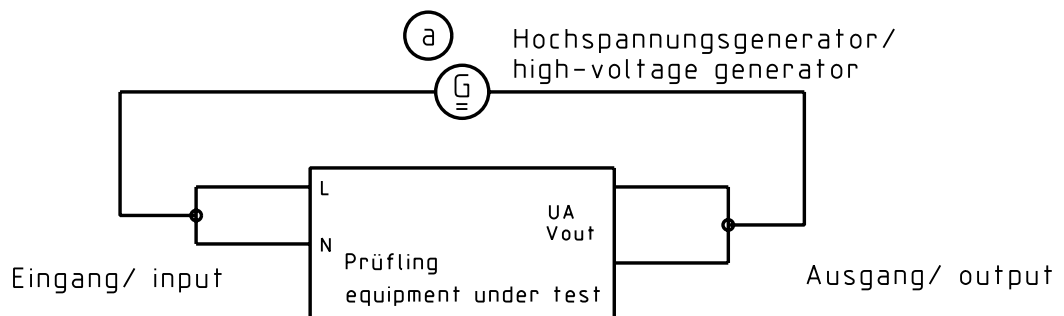 a
Hochspannungsgenerator/
high-voltage generator
G
=
L
N
UA
Vout
Prüfling
equipment under test
Eingang/ input
Ausgang/ output